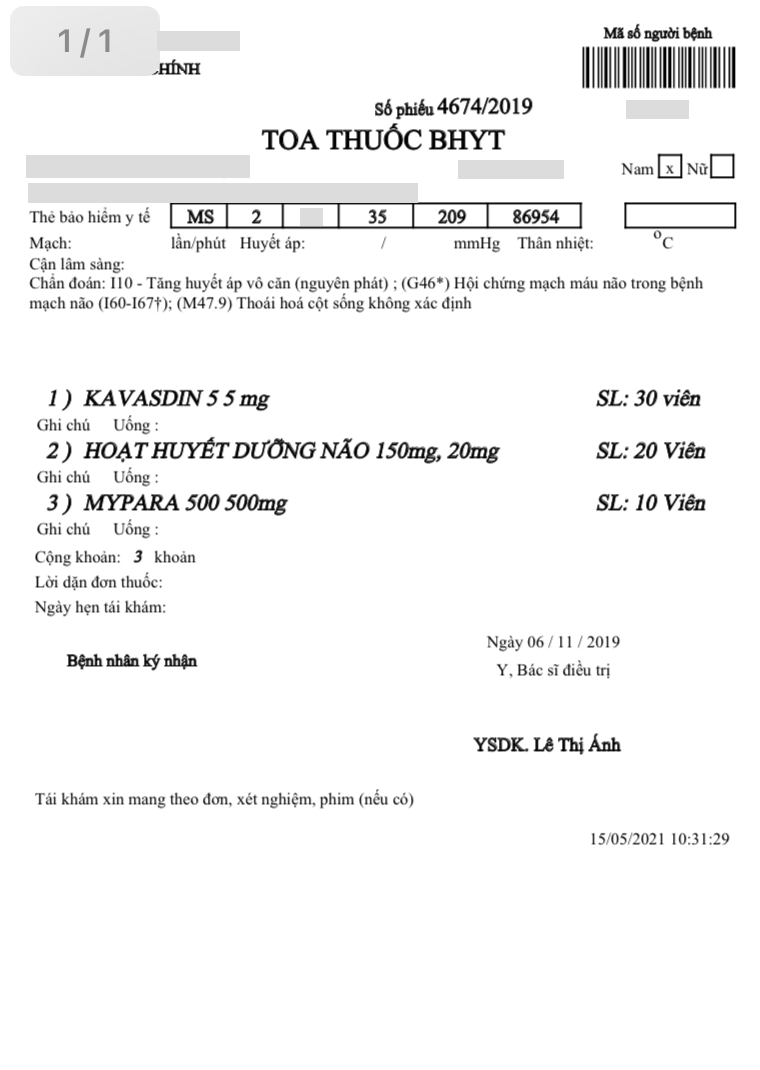 1/1
Mã số người bệnh
CHÍNH
Số phiếu 4674/2019
TOA THUỐC BHYT
Nam x Nữ
Thẻ bảo hiểm y tế MS 2 35 209 86954
Mạch: lần/phút Huyết áp: / mmHg Thân nhiệt: °C
Cận lâm sàng:
Chẩn đoán: I10 - Tăng huyết áp vô căn (nguyên phát) ; (G46*) Hội chứng mạch máu não trong bệnh
mạch não (I60-I67†); (M47.9) Thoái hoá cột sống không xác định
1 ) KAVASDIN 5 5 mg SL: 30 viên
Ghi chú Uống :
2 ) HOẠT HUYẾT DƯỠNG NÃO 150mg, 20mg SL: 20 Viên
Ghi chú Uống :
3 ) MYPARA 500 500mg SL: 10 Viên
Ghi chú Uống :
Cộng khoản: 3 khoản
Lời dặn đơn thuốc:
Ngày hẹn tái khám:
Ngày 06 / 11 / 2019
Bệnh nhân ký nhận
Y, Bác sĩ điều trị
YSDK. Lê Thị Ánh
Tái khám xin mang theo đơn, xét nghiệm, phim (nếu có)
15/05/2021 10:31:29